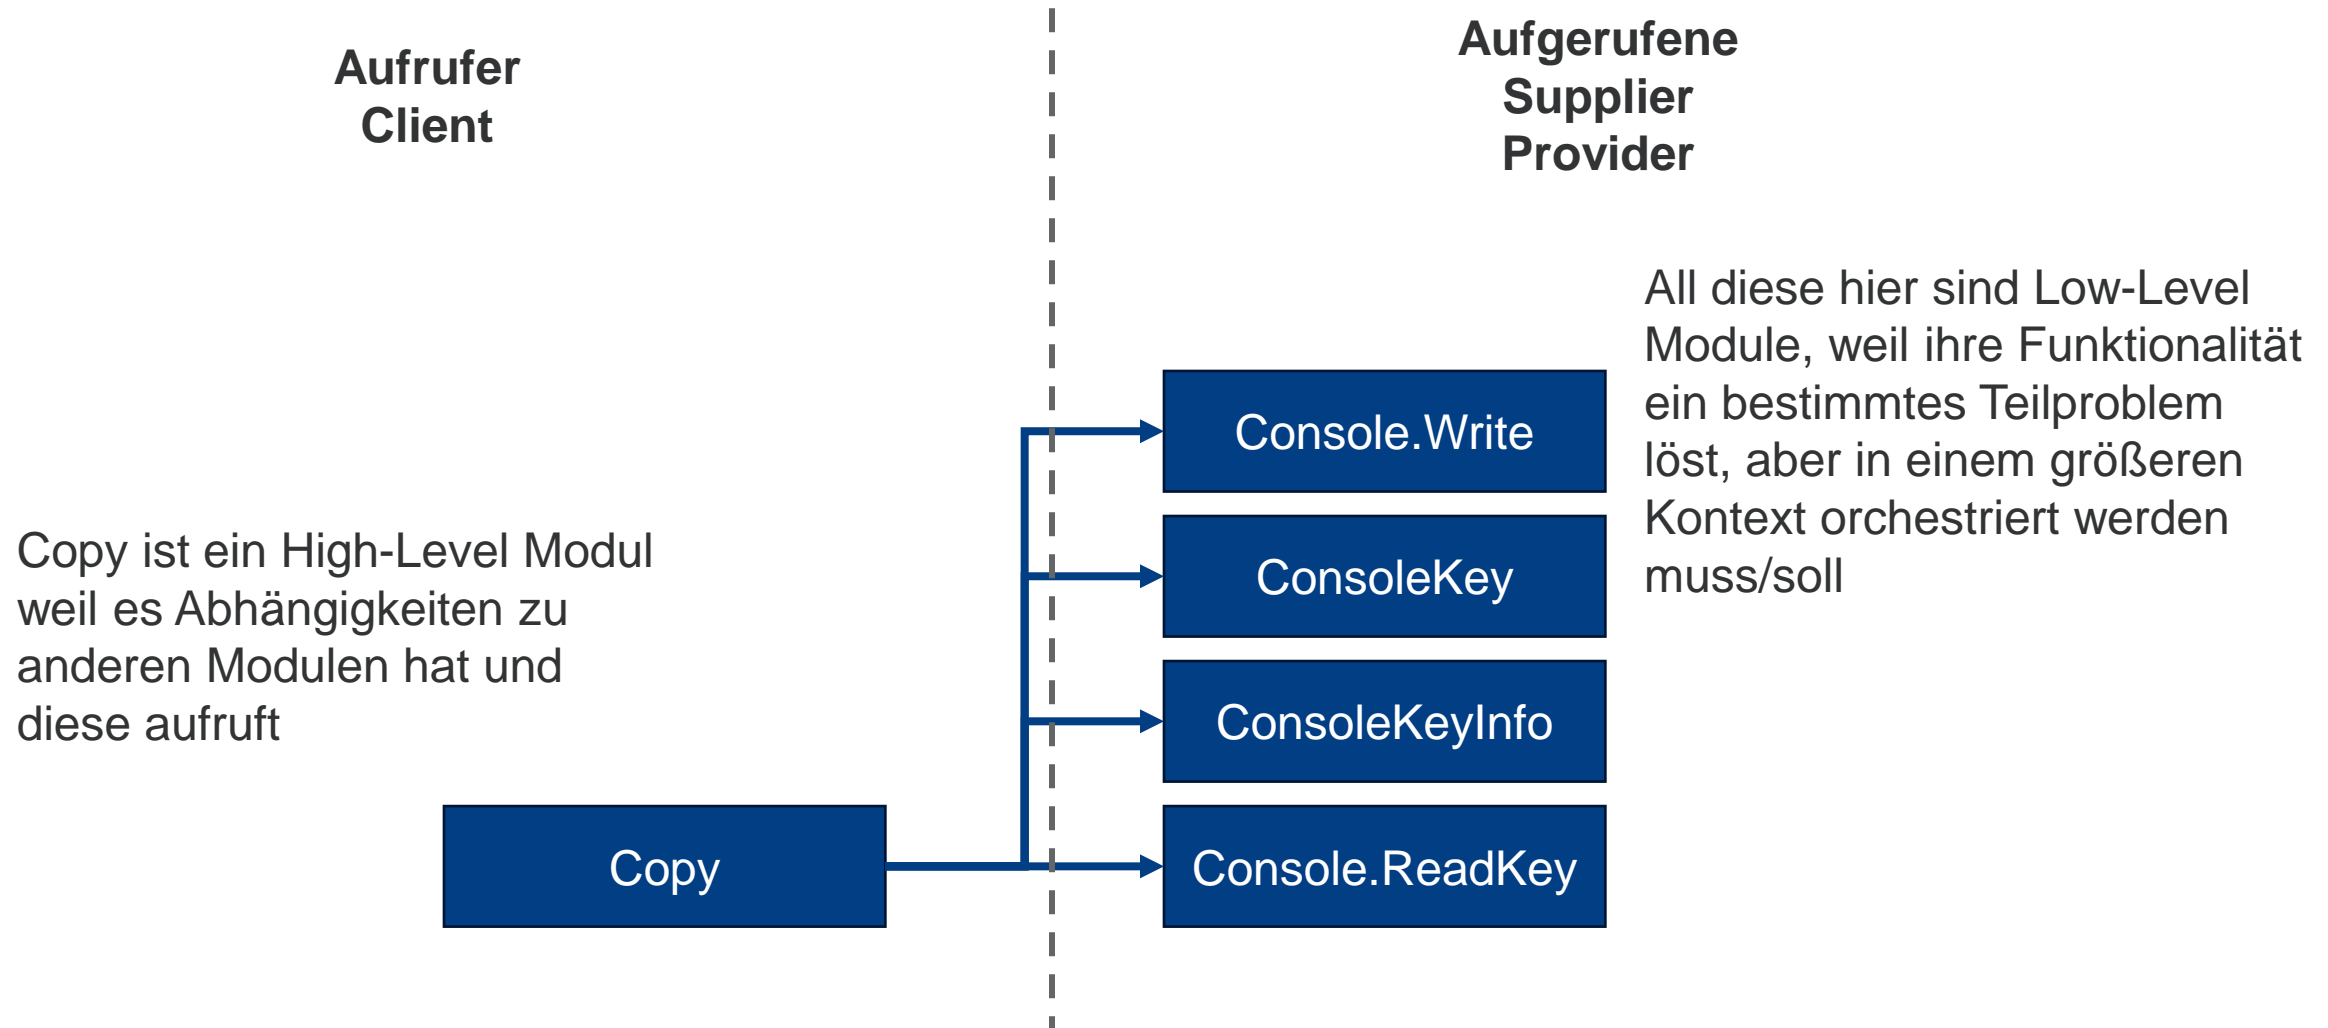 Aufrufer
Client
Aufgerufene
Supplier
Provider
All diese hier sind Low-Level
Module, weil ihre Funktionalität
ein bestimmtes Teilproblem
löst, aber in einem größeren
Kontext orchestriert werden
muss/soll
Copy ist ein High-Level Modul
weil es Abhängigkeiten zu
anderen Modulen hat und
diese aufruft
Console.Write
ConsoleKey
ConsoleKeyInfo
Copy
Console.ReadKey